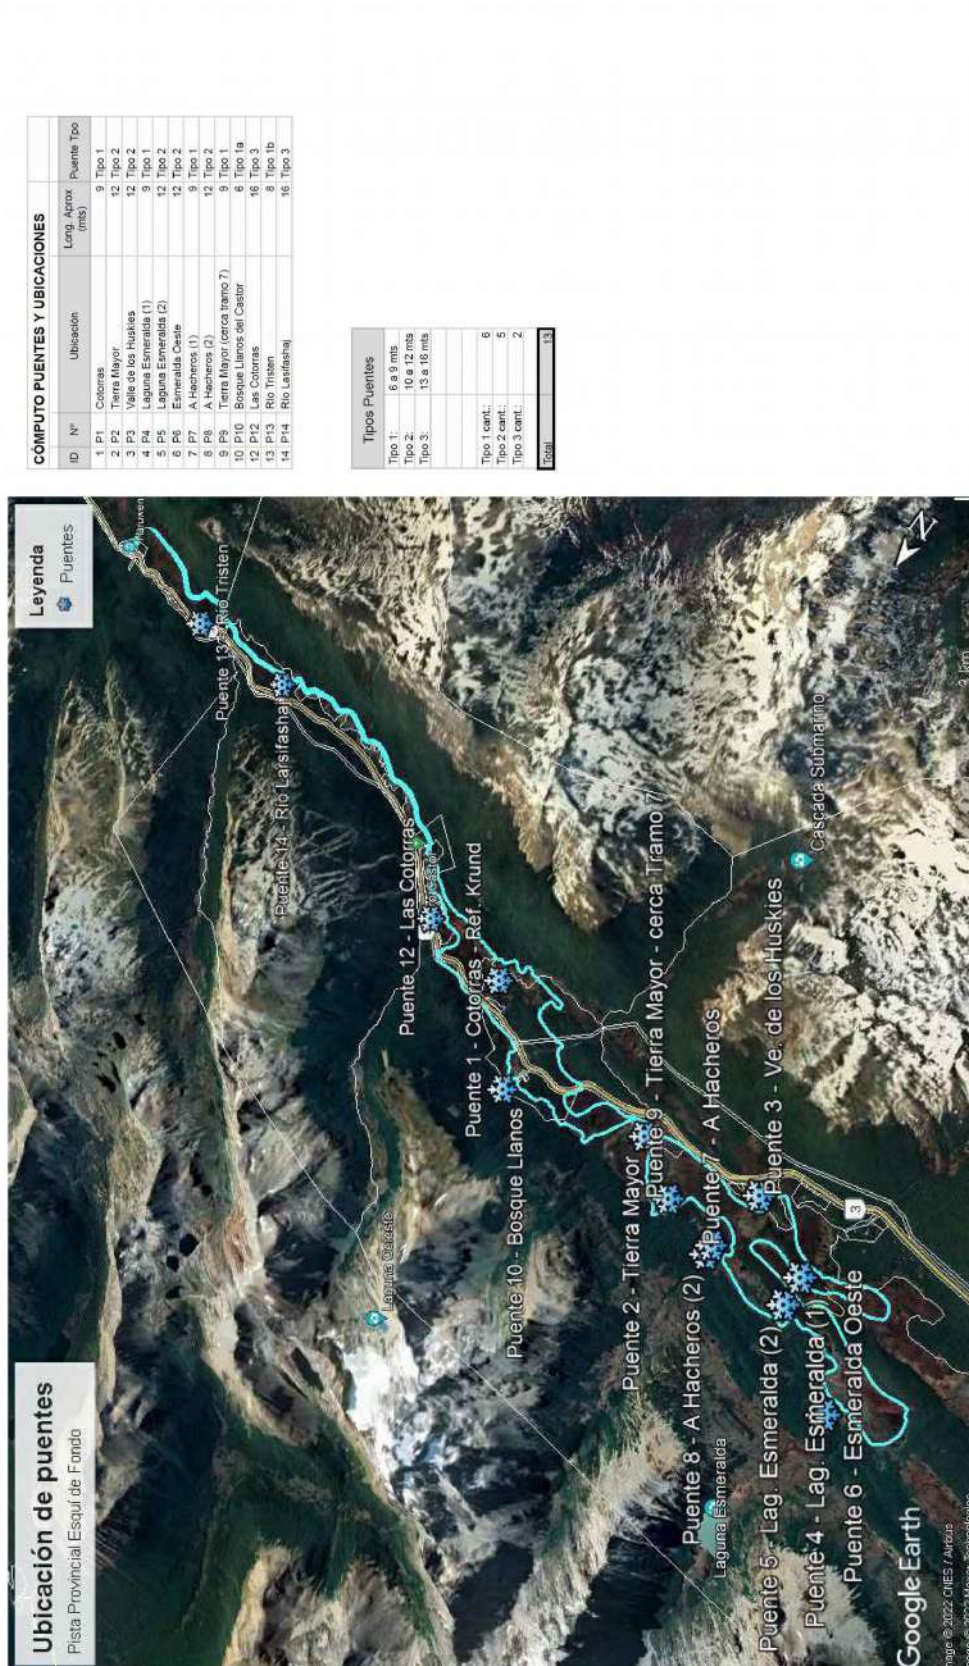 Ubicación de puentes
Pista Provincial Esquí de Fondo
Leyenda
Puentes
Puente 13 - Río Tristen
Puente 14 - Río Larsifashaj
Puente 12 - Las Cotorras
Puente 1 - Cotorras - Ref. Krund
Puente 10 - Bosque Llanos
Puente 2 - Tierra Mayor
Puente 9 - Tierra Mayor - cerca Tramo 7
Puente 7 - A Hacheros
Puente 8 - A Hacheros (2)
Puente 3 - Ve. de los Huskies
Puente 5 - Lag. Esmeralda (2)
Puente 4 - Lag. Esmeralda (1)
Puente 6 - Esmeralda Oeste
Laguna Esmeralda
Cascada Submarino
3
N
Google Earth
Image © 2022 CNES / Airbus
CÓMPUTO PUENTES Y UBICACIONES
ID Nº Ubicación Long. Aprox (mts) Puente Tpo
1 P1 Cotorras 9 Tipo 1
2 P2 Tierra Mayor 12 Tipo 2
3 P3 Valle de los Huskies 12 Tipo 2
4 P4 Laguna Esmeralda (1) 9 Tipo 1
5 P5 Laguna Esmeralda (2) 12 Tipo 2
6 P6 Esmeralda Oeste 12 Tipo 2
7 P7 A Hacheros (1) 9 Tipo 1
8 P8 A Hacheros (2) 12 Tipo 2
9 P9 Tierra Mayor (cerca tramo 7) 9 Tipo 1
10 P10 Bosque Llanos del Castor 6 Tipo 1a
12 P12 Las Cotorras 16 Tipo 3
13 P13 Río Tristen 8 Tipo 1b
14 P14 Río Lasifashaj 16 Tipo 3
Tipos Puentes
Tipo 1: 6 a 9 mts
Tipo 2: 10 a 12 mts
Tipo 3: 13 a 16 mts
Tipo 1 cant.: 6
Tipo 2 cant.: 5
Tipo 3 cant.: 2
Total 13